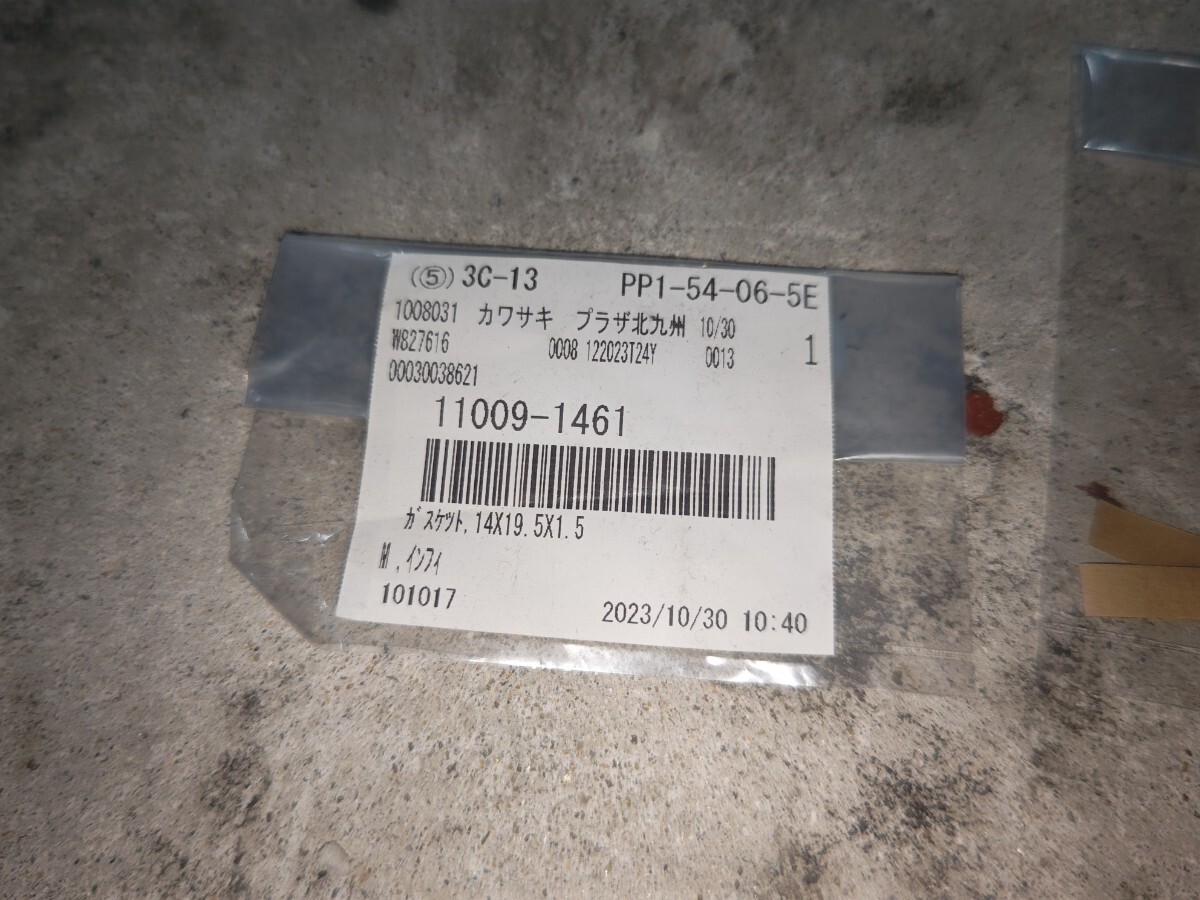 ((⑤)) 3C-13 PP1-54-06-5E
1008031 カワサキ プラザ北九州 10/30
W827616 0008 122023T24Y 0013 1
00030038621
11009-1461
ガスケツト,14X19.5X1.5
M ,インフィ
101017 2023/10/30 10:40